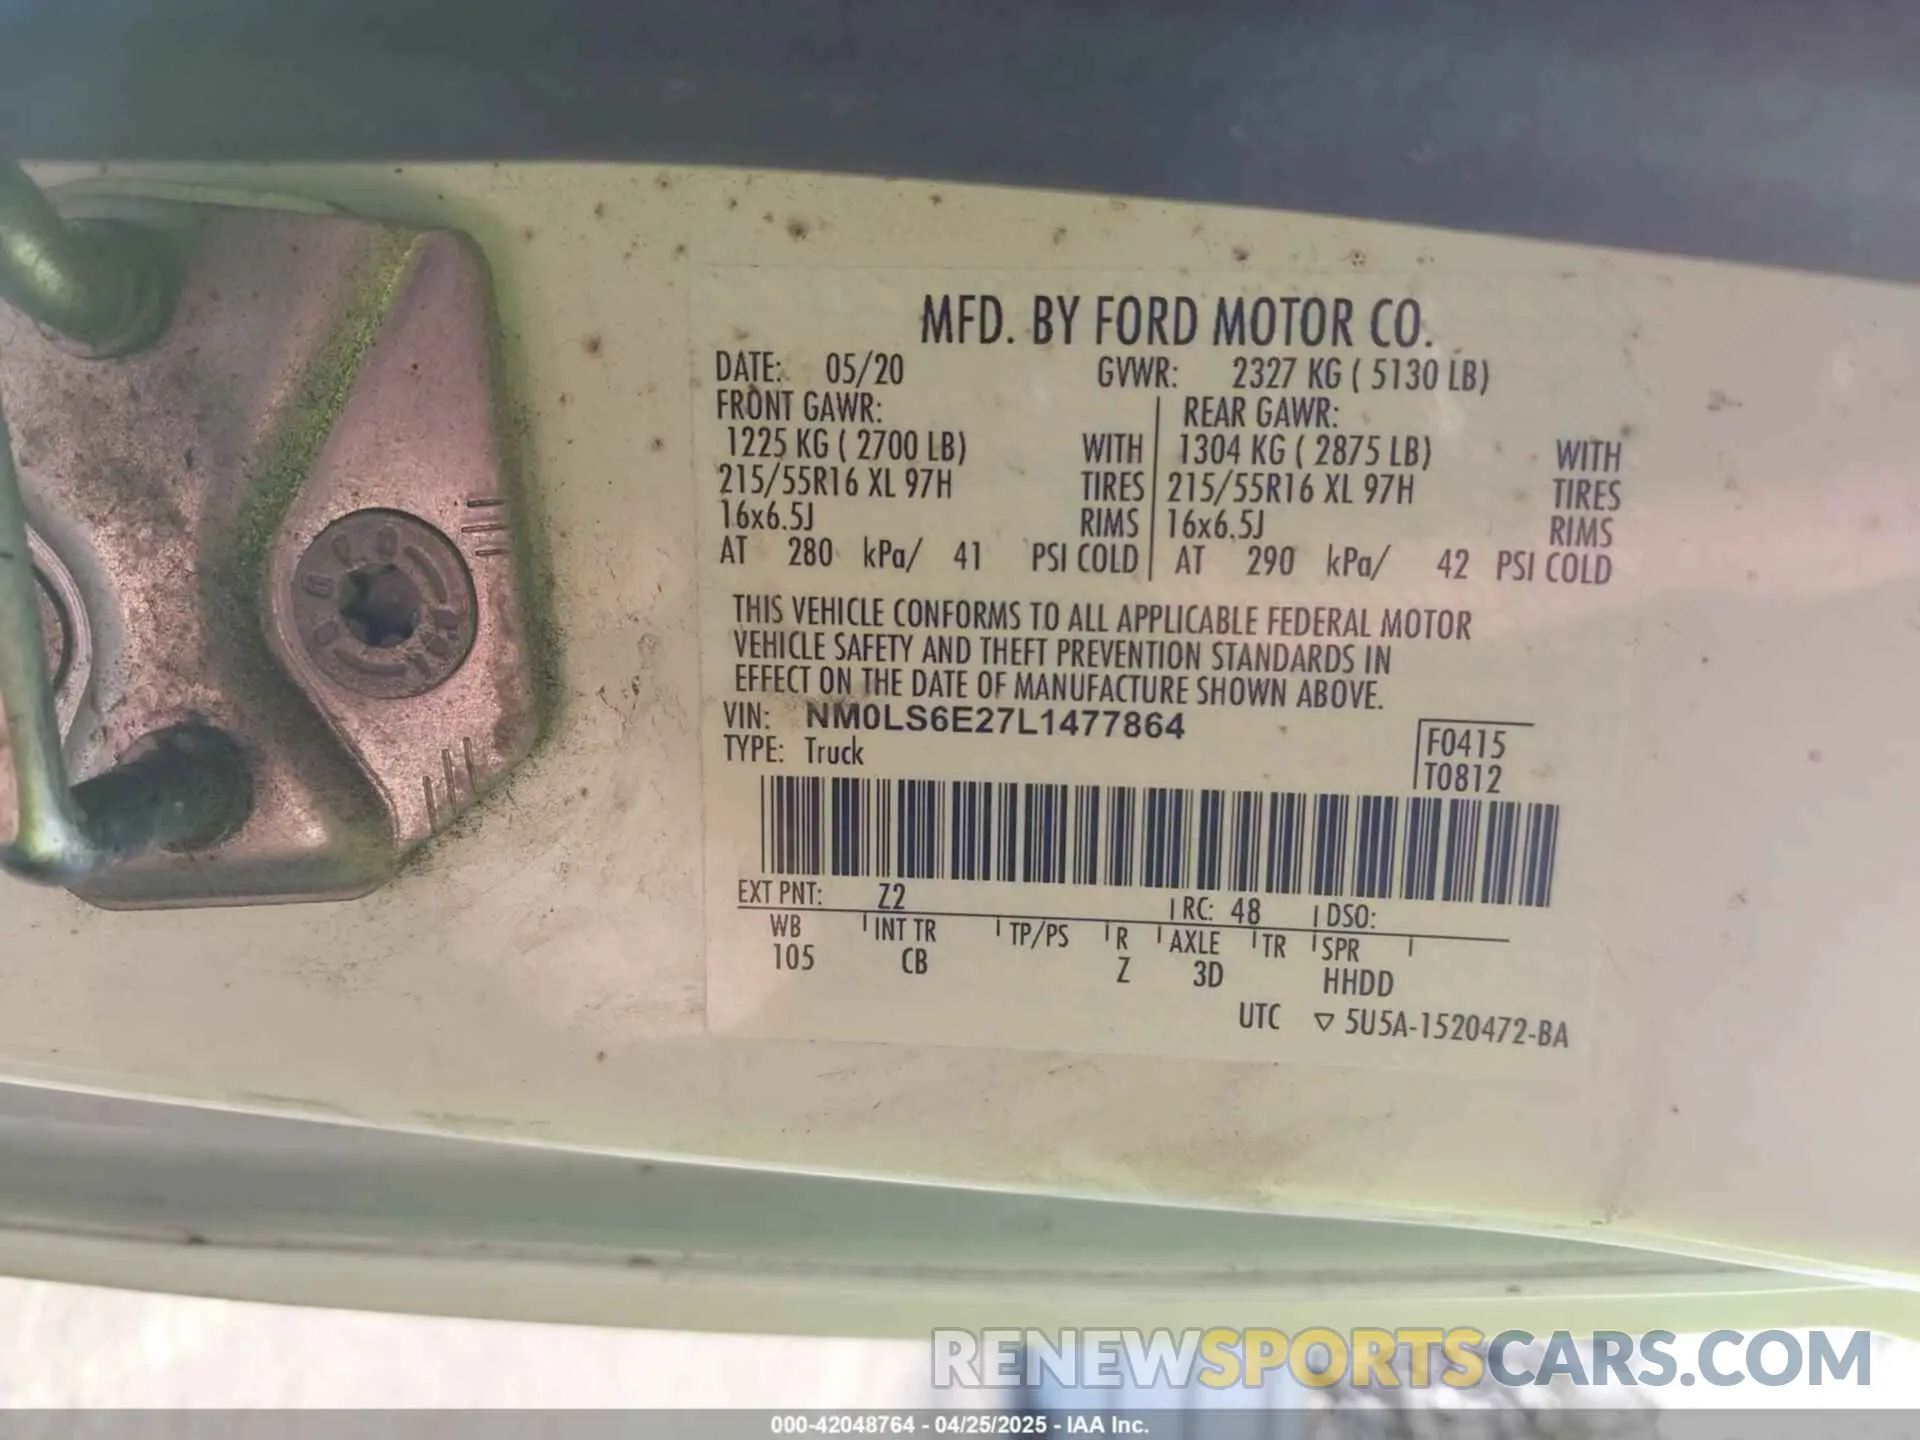 MFD. BY FORD MOTOR CO.
DATE: 05/20 GVWR: 2327 KG ( 5130 LB)
FRONT GAWR: REAR GAWR:
1225 KG ( 2700 LB) WITH 1304 KG ( 2875 LB) WITH
215/55R16 XL 97H TIRES 215/55R16 XL 97H TIRES
16x6.5J RIMS 16x6.5J RIMS
AT 280 kPa/ 41 PSI COLD AT 290 kPa/ 42 PSI COLD
THIS VEHICLE CONFORMS TO ALL APPLICABLE FEDERAL MOTOR
VEHICLE SAFETY AND THEFT PREVENTION STANDARDS IN
EFFECT ON THE DATE OF MANUFACTURE SHOWN ABOVE.
VIN: NM0LS6E27L1477864
TYPE: Truck
F0415
T0812
EXT PNT: Z2 RC: 48 DSO:
WB INT TR TP/PS R AXLE TR SPR
105 CB Z 3D HHDD
UTC ▽ 5U5A-1520472-BA
RENEWSPORTSCARS.COM
000-42048764 - 04/25/2025 - IAA Inc.